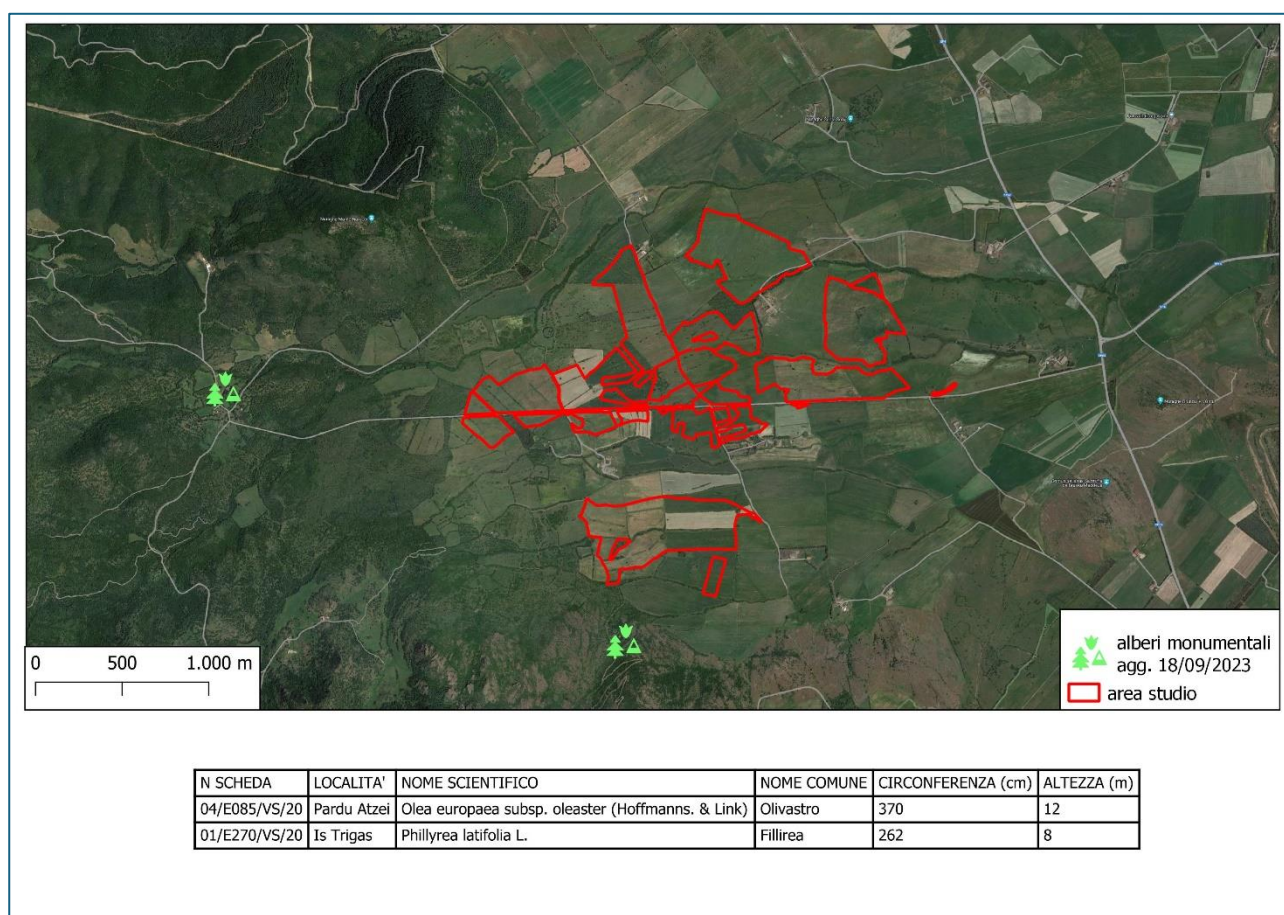 0 500 1.000 m
alberi monumentali
agg. 18/09/2023
area studio
N SCHEDA LOCALITA' NOME SCIENTIFICO NOME COMUNE CIRCONFERENZA (cm) ALTEZZA (m)
04/E085/VS/20 Pardu Atzei Olea europaea subsp. oleaster (Hoffmanns. & Link) Olivastro 370 12
01/E270/VS/20 Is Trigas Phillyrea latifolia L. Fillirea 262 8